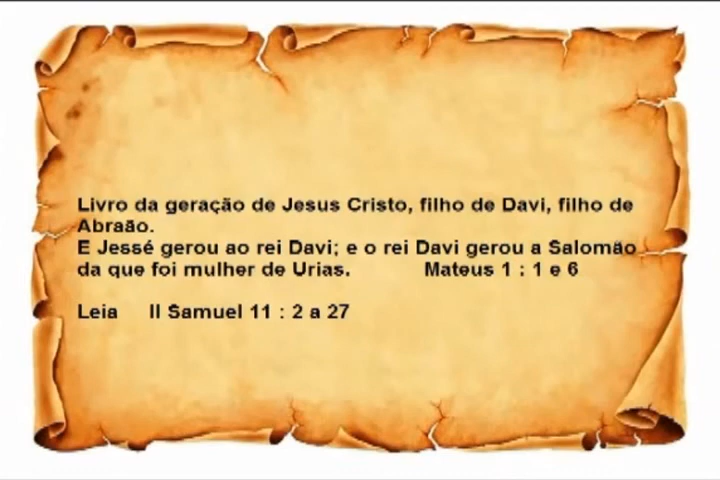 Livro da geração de Jesus Cristo, filho de Davi, filho de
Abraão.
E Jessé gerou ao rei Davi; e o rei Davi gerou a Salomão
da que foi mulher de Urias. Mateus 1 : 1 e 6
Leia II Samuel 11 : 2 a 27